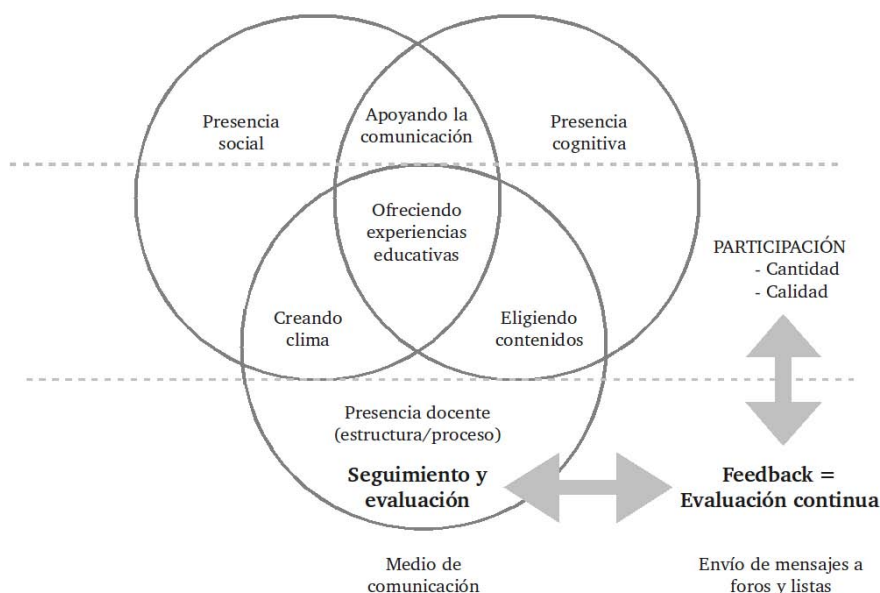 Presencia
social
Apoyando la
comunicación
Presencia
cognitiva
Ofreciendo
experiencias
educativas
PARTICIPACIÓN
- Cantidad
- Calidad
Creando
clima
Eligiendo
contenidos
Presencia docente
(estructura/proceso)
Seguimiento y
evaluación
Feedback =
Evaluación continua
Medio de
comunicación
Envío de mensajes a
foros y listas